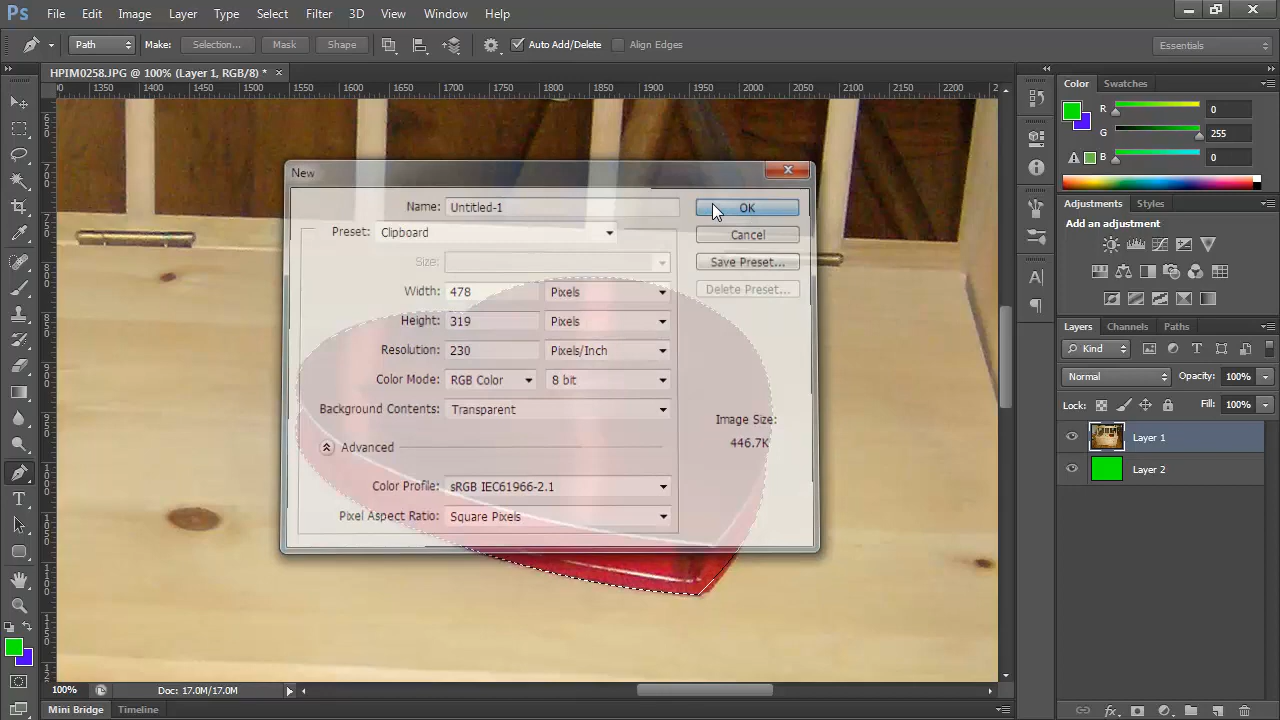 Ps File Edit Image Layer Type Select Filter 3D View Window Help
Path Make: Selection... Mask Shape Auto Add/Delete Align Edges Essentials
HPIM0258.JPG @ 100% (Layer 1, RGB/8) * ×
1350 1400 1450 1500 1550 1600 1650 1700 1750 1800 1850 1900 1950 2000 2050 2100 2150 2200
New
Name: Untitled-1 OK
Preset: Clipboard Cancel
Size: Save Preset...
Width: 478 Pixels Delete Preset...
Height: 319 Pixels
Resolution: 230 Pixels/Inch
Color Mode: RGB Color 8 bit
Background Contents: Transparent
Image Size:
446.7K
Advanced
Color Profile: sRGB IEC61966-2.1
Pixel Aspect Ratio: Square Pixels
Color Swatches
R 0
G 255
B 0
Adjustments Styles
Add an adjustment
Layers Channels Paths
Kind
Normal Opacity: 100%
Lock: Fill: 100%
Layer 1
Layer 2
100% Doc: 17.0M/17.0M
Mini Bridge Timeline